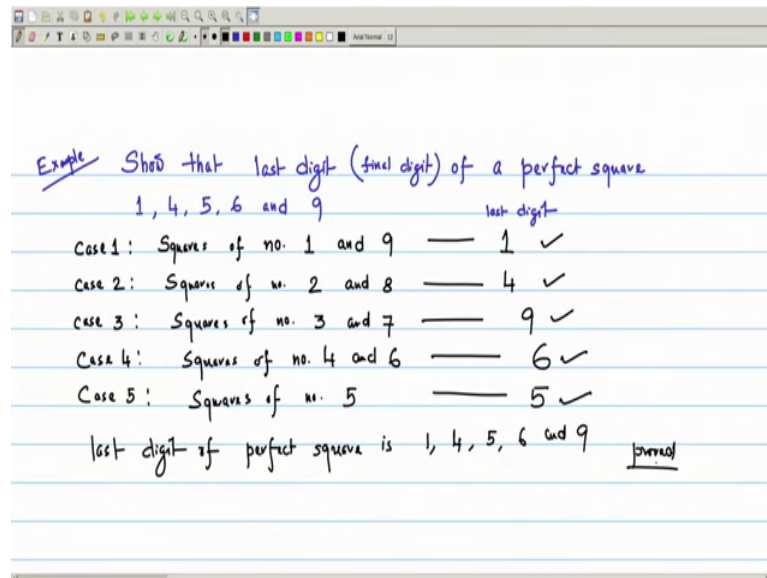 Arial Normal 12
Example Show that last digit (final digit) of a perfect square
1, 4, 5, 6 and 9
last digit
Case 1: Squares of no. 1 and 9 — 1 ✓
Case 2: Squares of no. 2 and 8 — 4 ✓
Case 3: Squares of no. 3 and 7 — 9 ✓
Case 4: Squares of no. 4 and 6 — 6 ✓
Case 5: Squares of no. 5 — 5 ✓
last digit of perfect square is 1, 4, 5, 6 and 9 proved